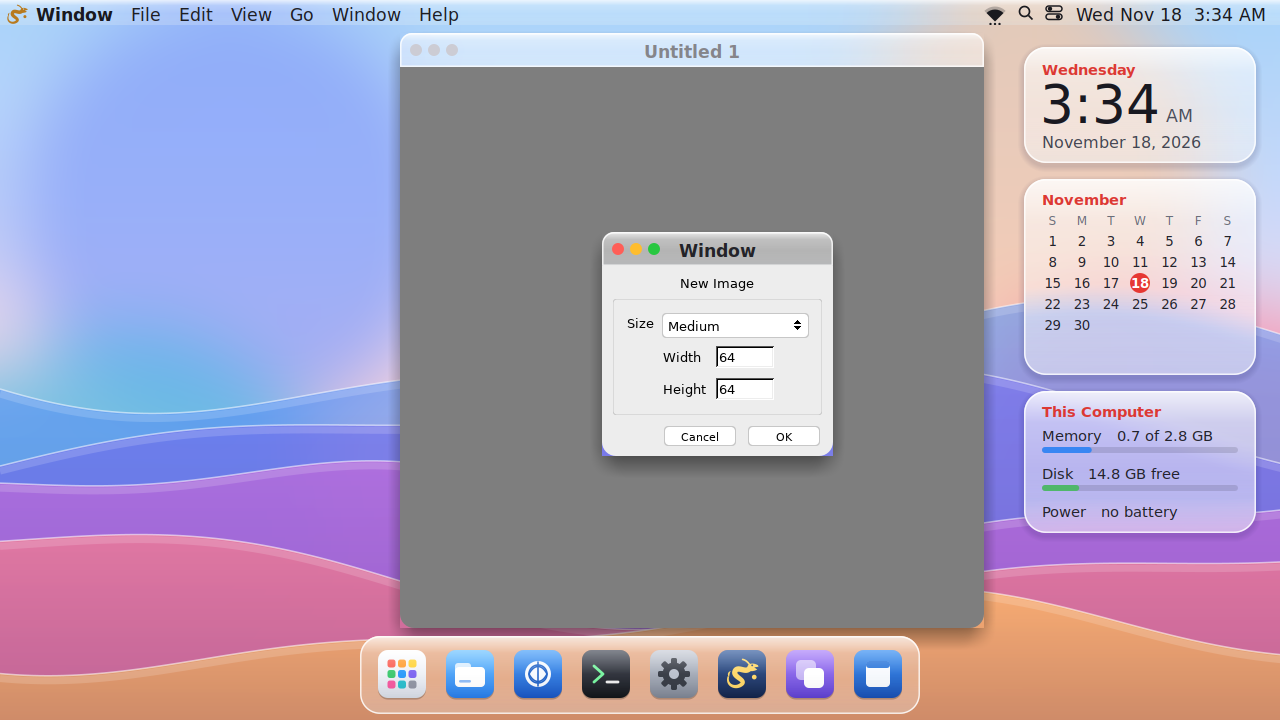 Window File Edit View Go Window Help
Wed Nov 18 3:34 AM
Untitled 1
Window
New Image
Size Medium
Width 64
Height 64
Cancel OK
Wednesday
3:34 AM
November 18, 2026
November
S M T W T F S
1 2 3 4 5 6 7
8 9 10 11 12 13 14
15 16 17 18 19 20 21
22 23 24 25 26 27 28
29 30
This Computer
Memory 0.7 of 2.8 GB
Disk 14.8 GB free
Power no battery